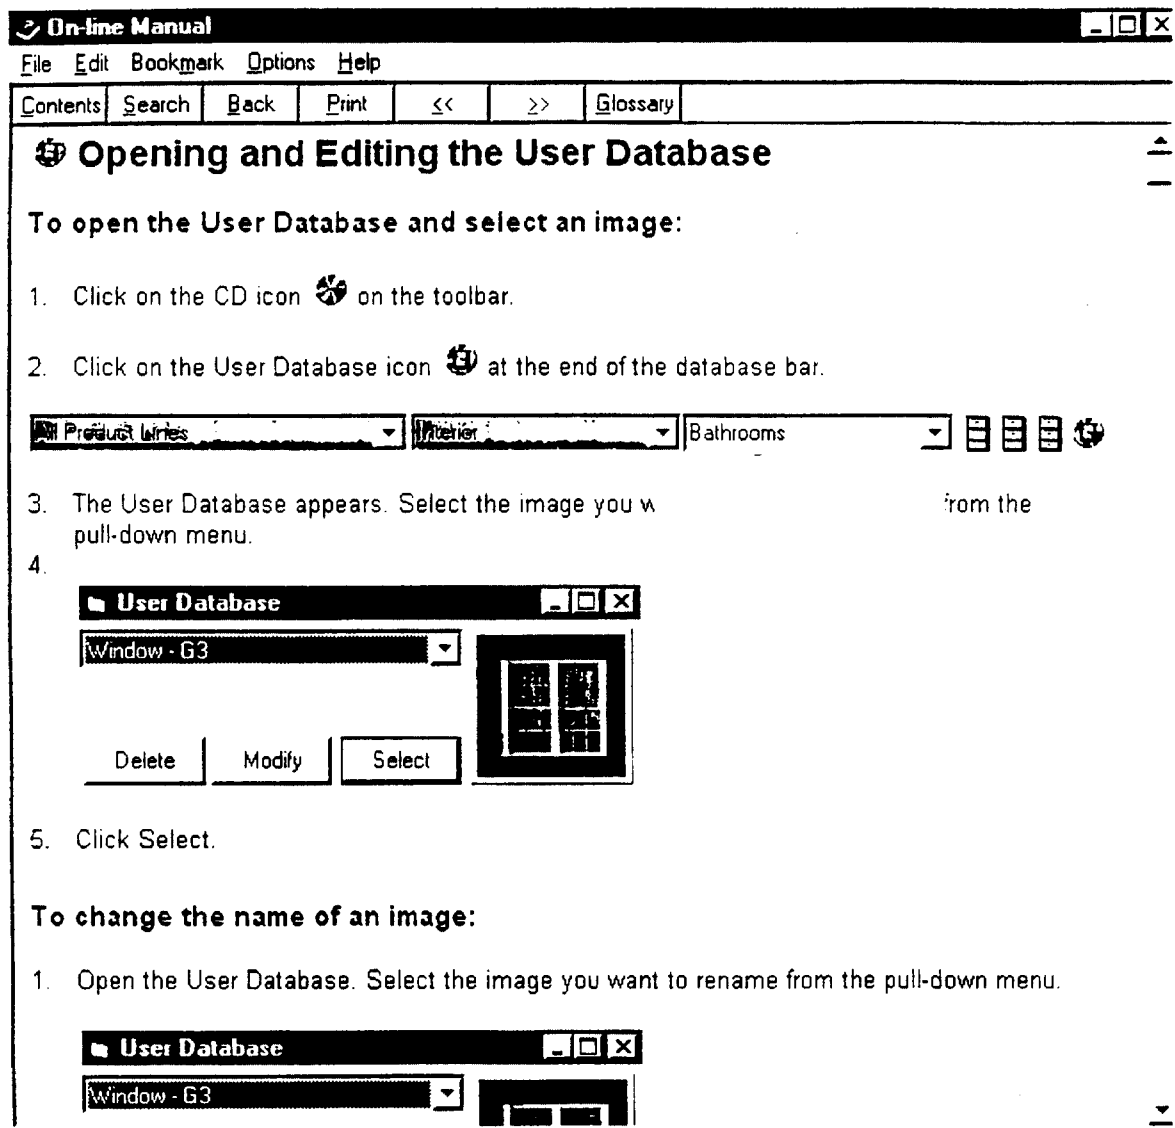 On-line Manual
File Edit Bookmark Options Help
Contents Search Back Print << >> Glossary
Opening and Editing the User Database
To open the User Database and select an image:
1. Click on the CD icon on the toolbar.
2. Click on the User Database icon at the end of the database bar.
All Product Lines Interior Bathrooms
3. The User Database appears. Select the image you w from the
pull-down menu.
4.
User Database
Window - G3
Delete Modify Select
5. Click Select.
To change the name of an image:
1. Open the User Database. Select the image you want to rename from the pull-down menu.
User Database
Window - G3